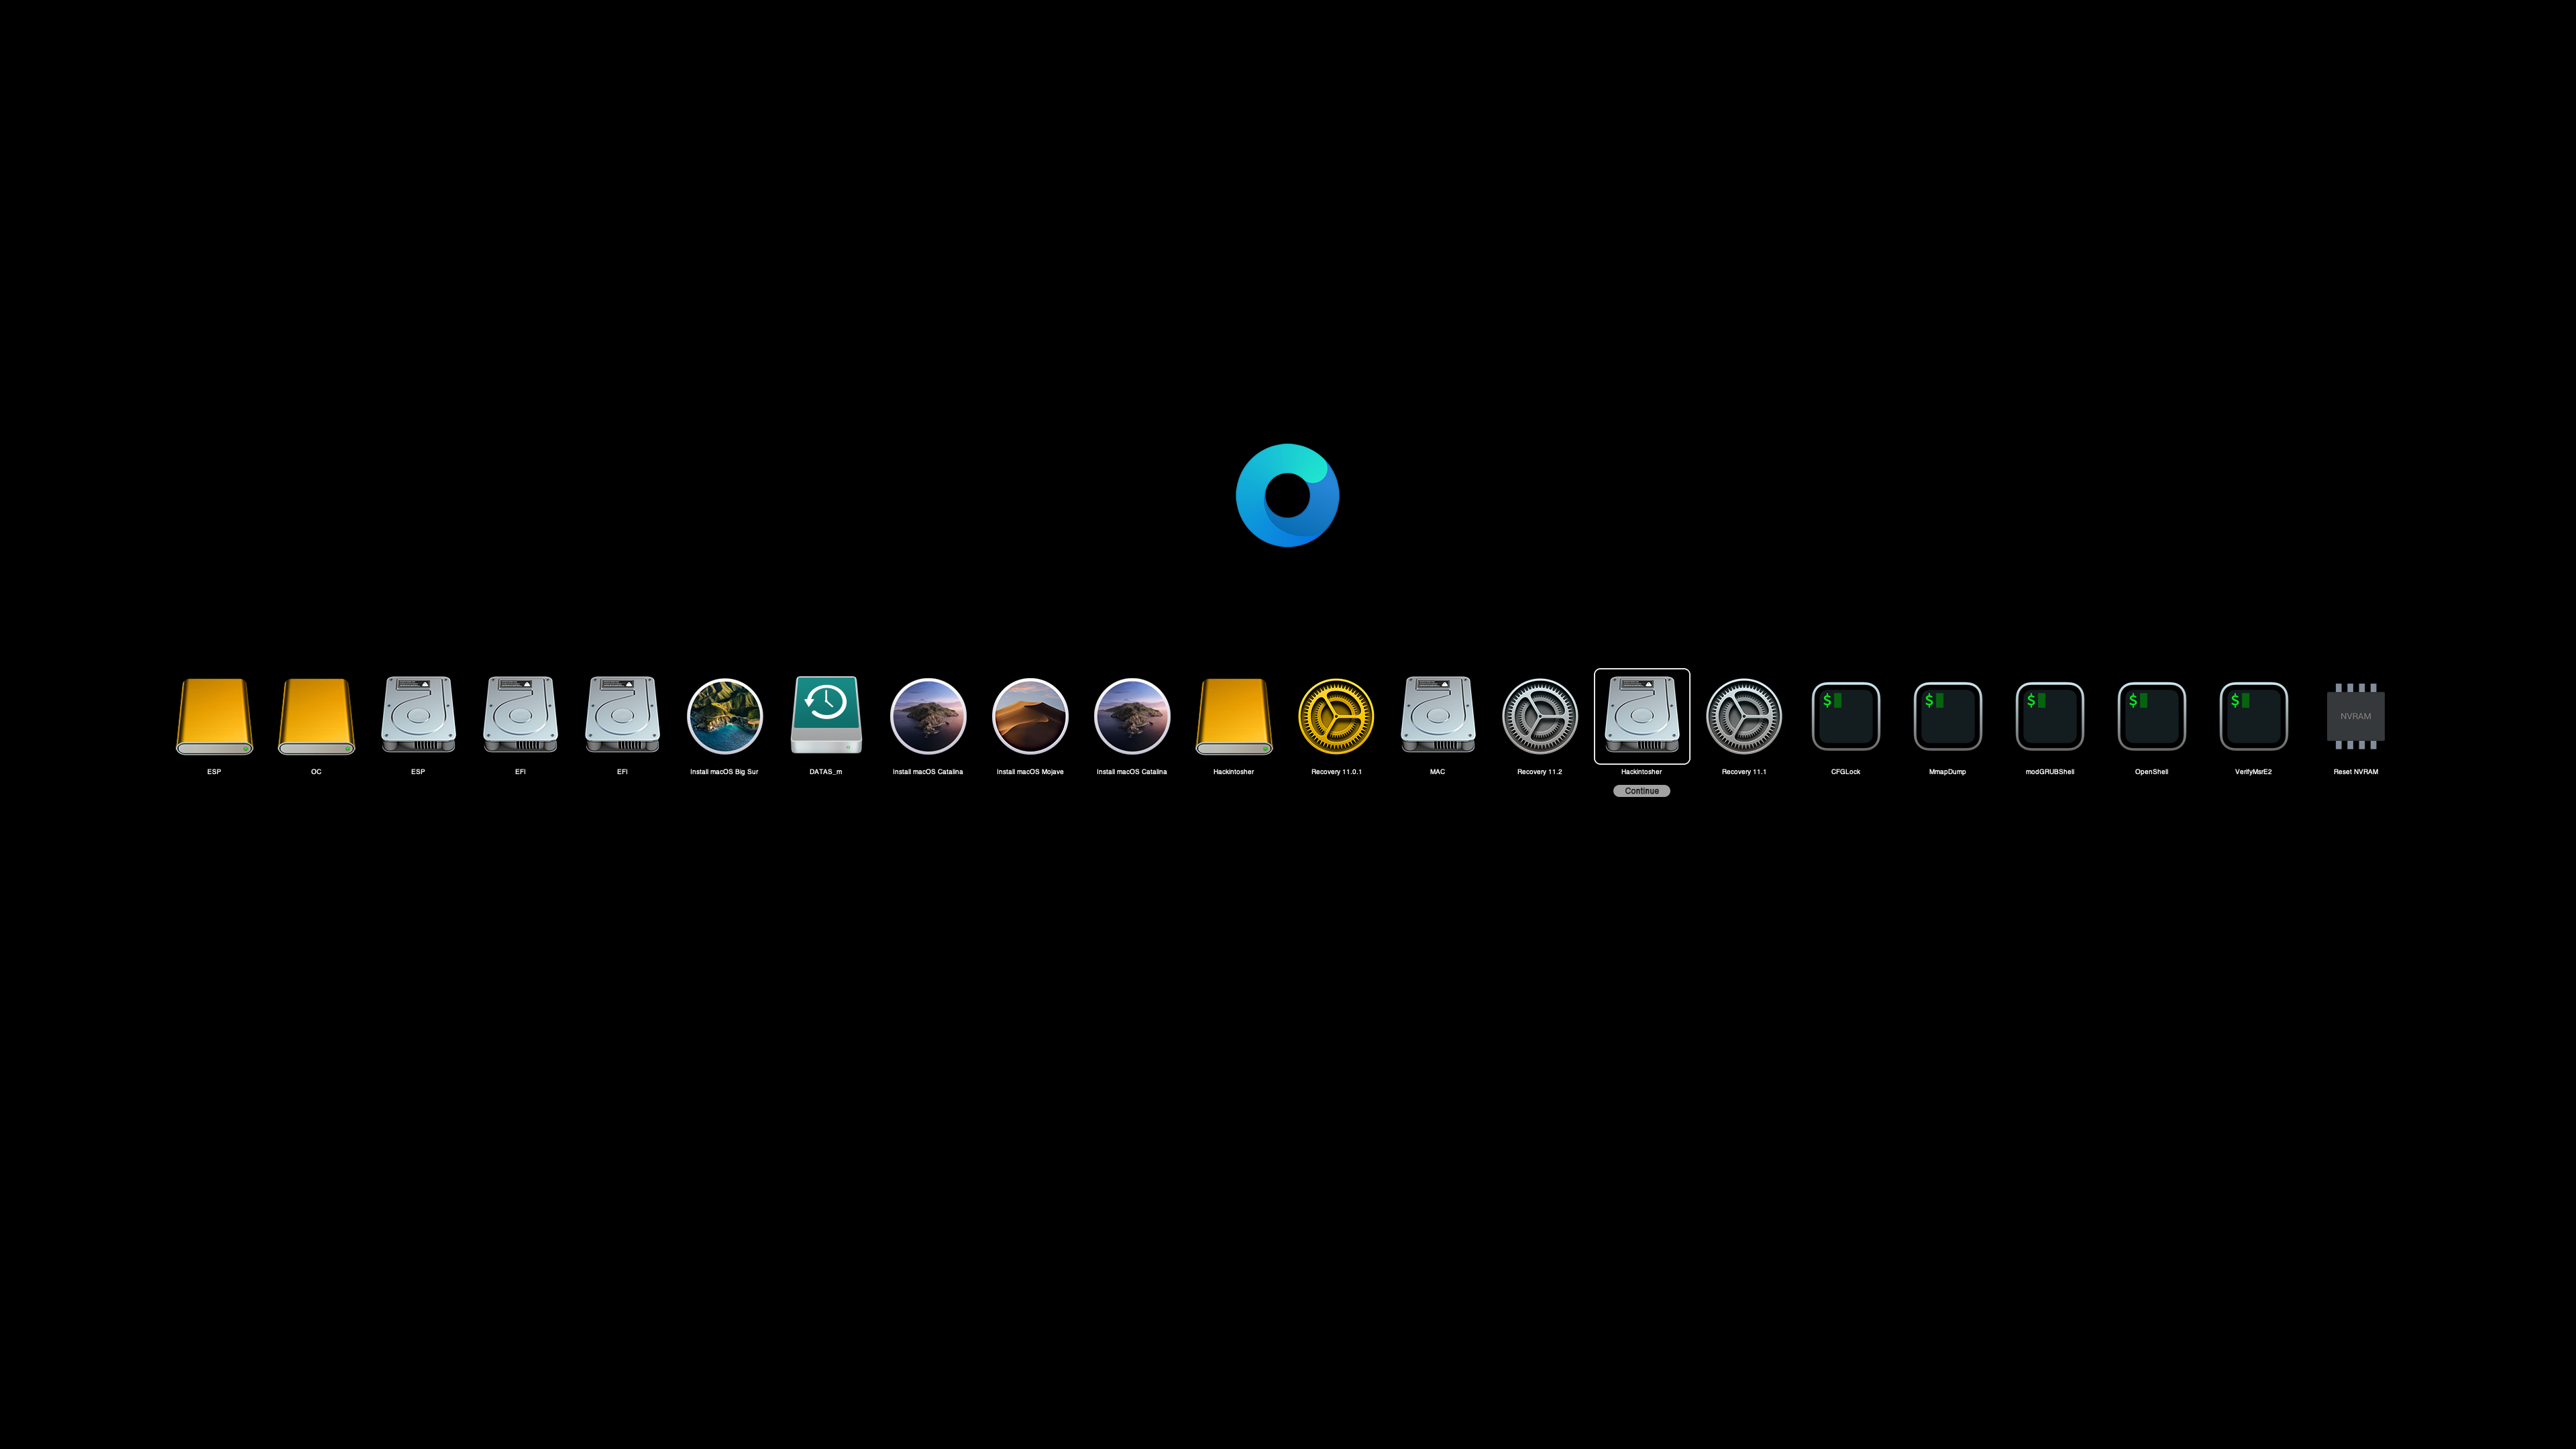 $ $ $ $ $ NVRAM
ESP OC ESP EFI EFI Install macOS Big Sur DATAS_m Install macOS Catalina Install macOS Mojave Install macOS Catalina Hackintosher Recovery 11.0.1 MAC Recovery 11.2 Hackintosher Recovery 11.1 CFGLock MmapDump modGRUBShell OpenShell VerifyMsrE2 Reset NVRAM
Continue